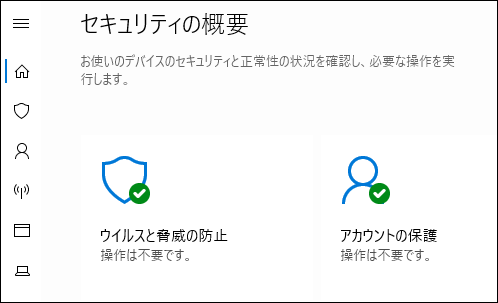 セキュリティの概要
お使いのデバイスのセキュリティと正常性の状況を確認し、必要な操作を実
行します。
ウイルスと脅威の防止
操作は不要です。
アカウントの保護
操作は不要です。